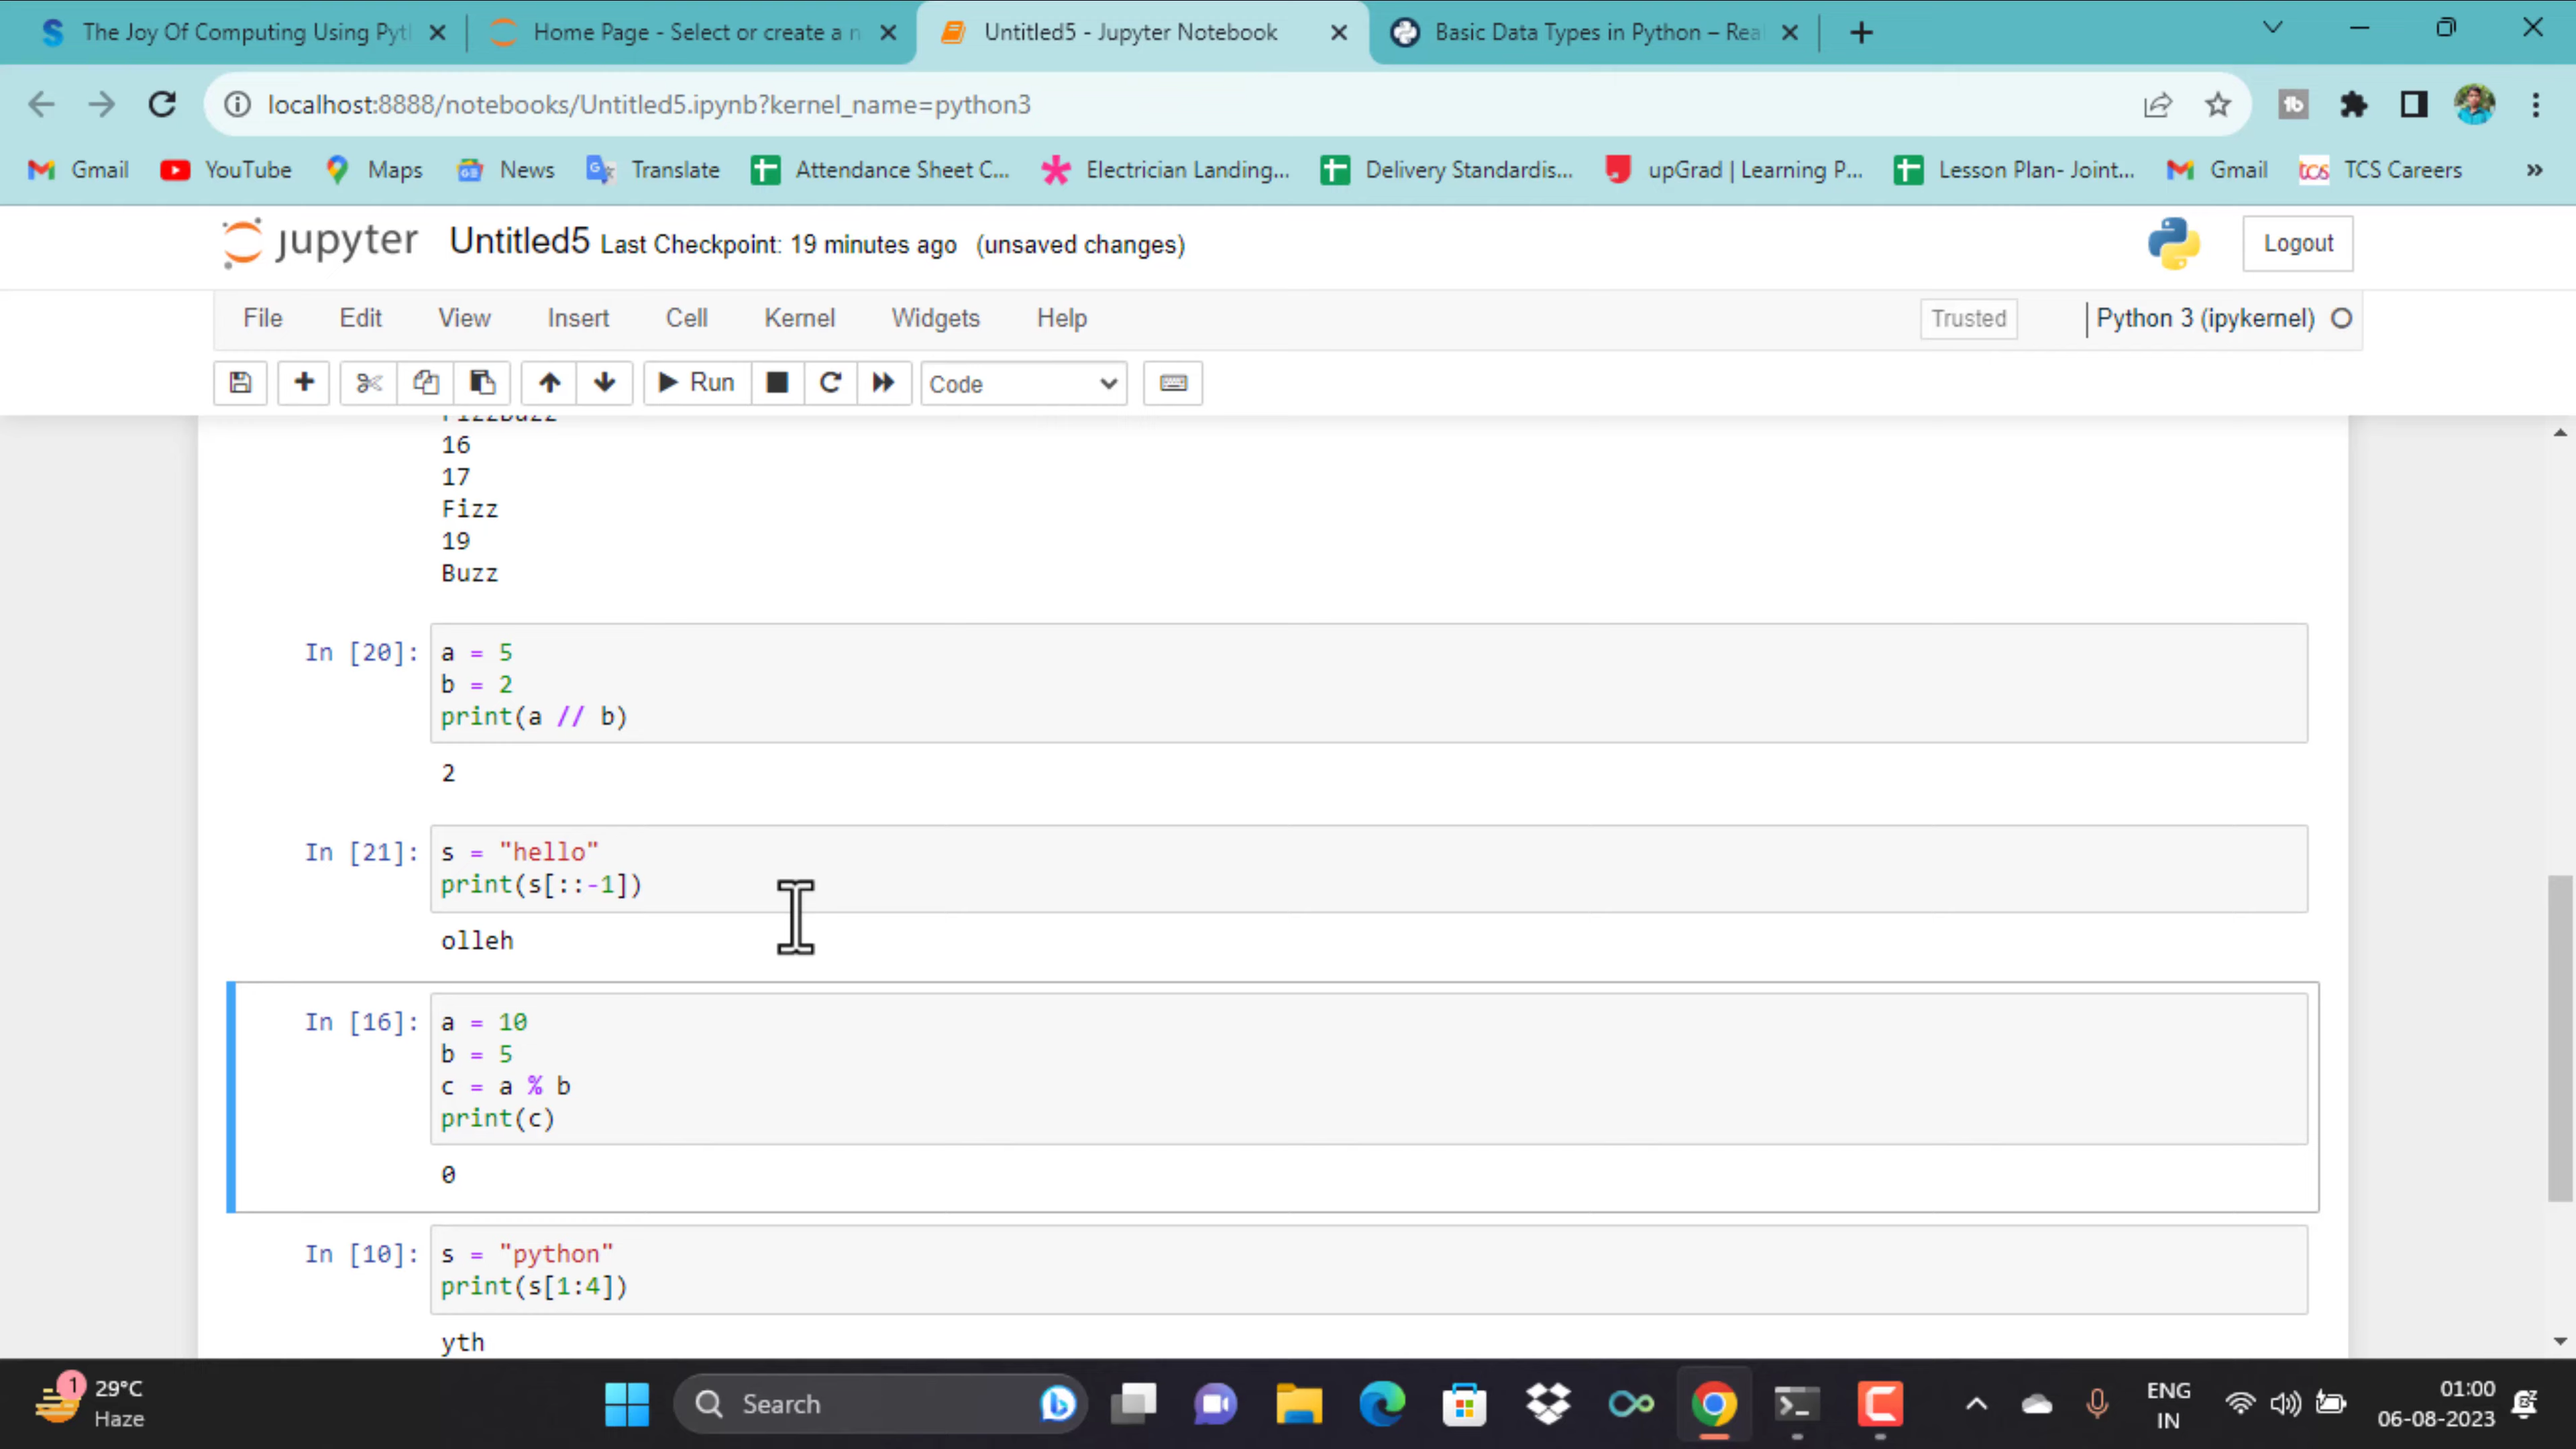 The Joy Of Computing Using Pyt
Home Page - Select or create a n
Untitled5 - Jupyter Notebook
Basic Data Types in Python – Rea
localhost:8888/notebooks/Untitled5.ipynb?kernel_name=python3
Gmail YouTube Maps News Translate Attendance Sheet C... Electrician Landing... Delivery Standardis... upGrad | Learning P... Lesson Plan- Joint... Gmail tcs TCS Careers »
jupyter Untitled5 Last Checkpoint: 19 minutes ago (unsaved changes) Logout
File Edit View Insert Cell Kernel Widgets Help Trusted Python 3 (ipykernel)
Run Code
FizzBuzz
16
17
Fizz
19
Buzz
In [20]: a = 5
b = 2
print(a // b)
2
In [21]: s = "hello"
print(s[::-1])
olleh
In [16]: a = 10
b = 5
c = a % b
print(c)
0
In [10]: s = "python"
print(s[1:4])
yth
1 29°C
Haze
Search
ENG
IN
01:00
06-08-2023